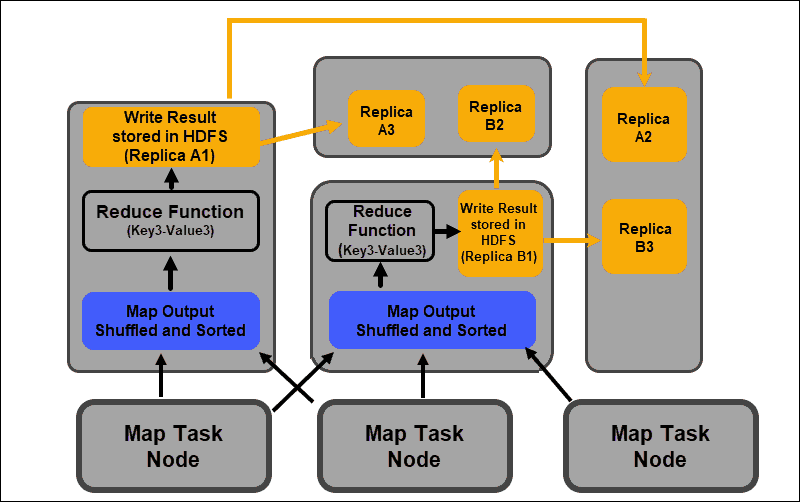 Write Result
stored in HDFS
(Replica A1)
Reduce Function
(Key3-Value3)
Map Output
Shuffled and Sorted
Replica
A3
Replica
B2
Reduce
Function
(Key3-Value3)
Write Result
stored in
HDFS
(Replica B1)
Map Output
Shuffled and Sorted
Replica
A2
Replica
B3
Map Task
Node
Map Task
Node
Map Task
Node